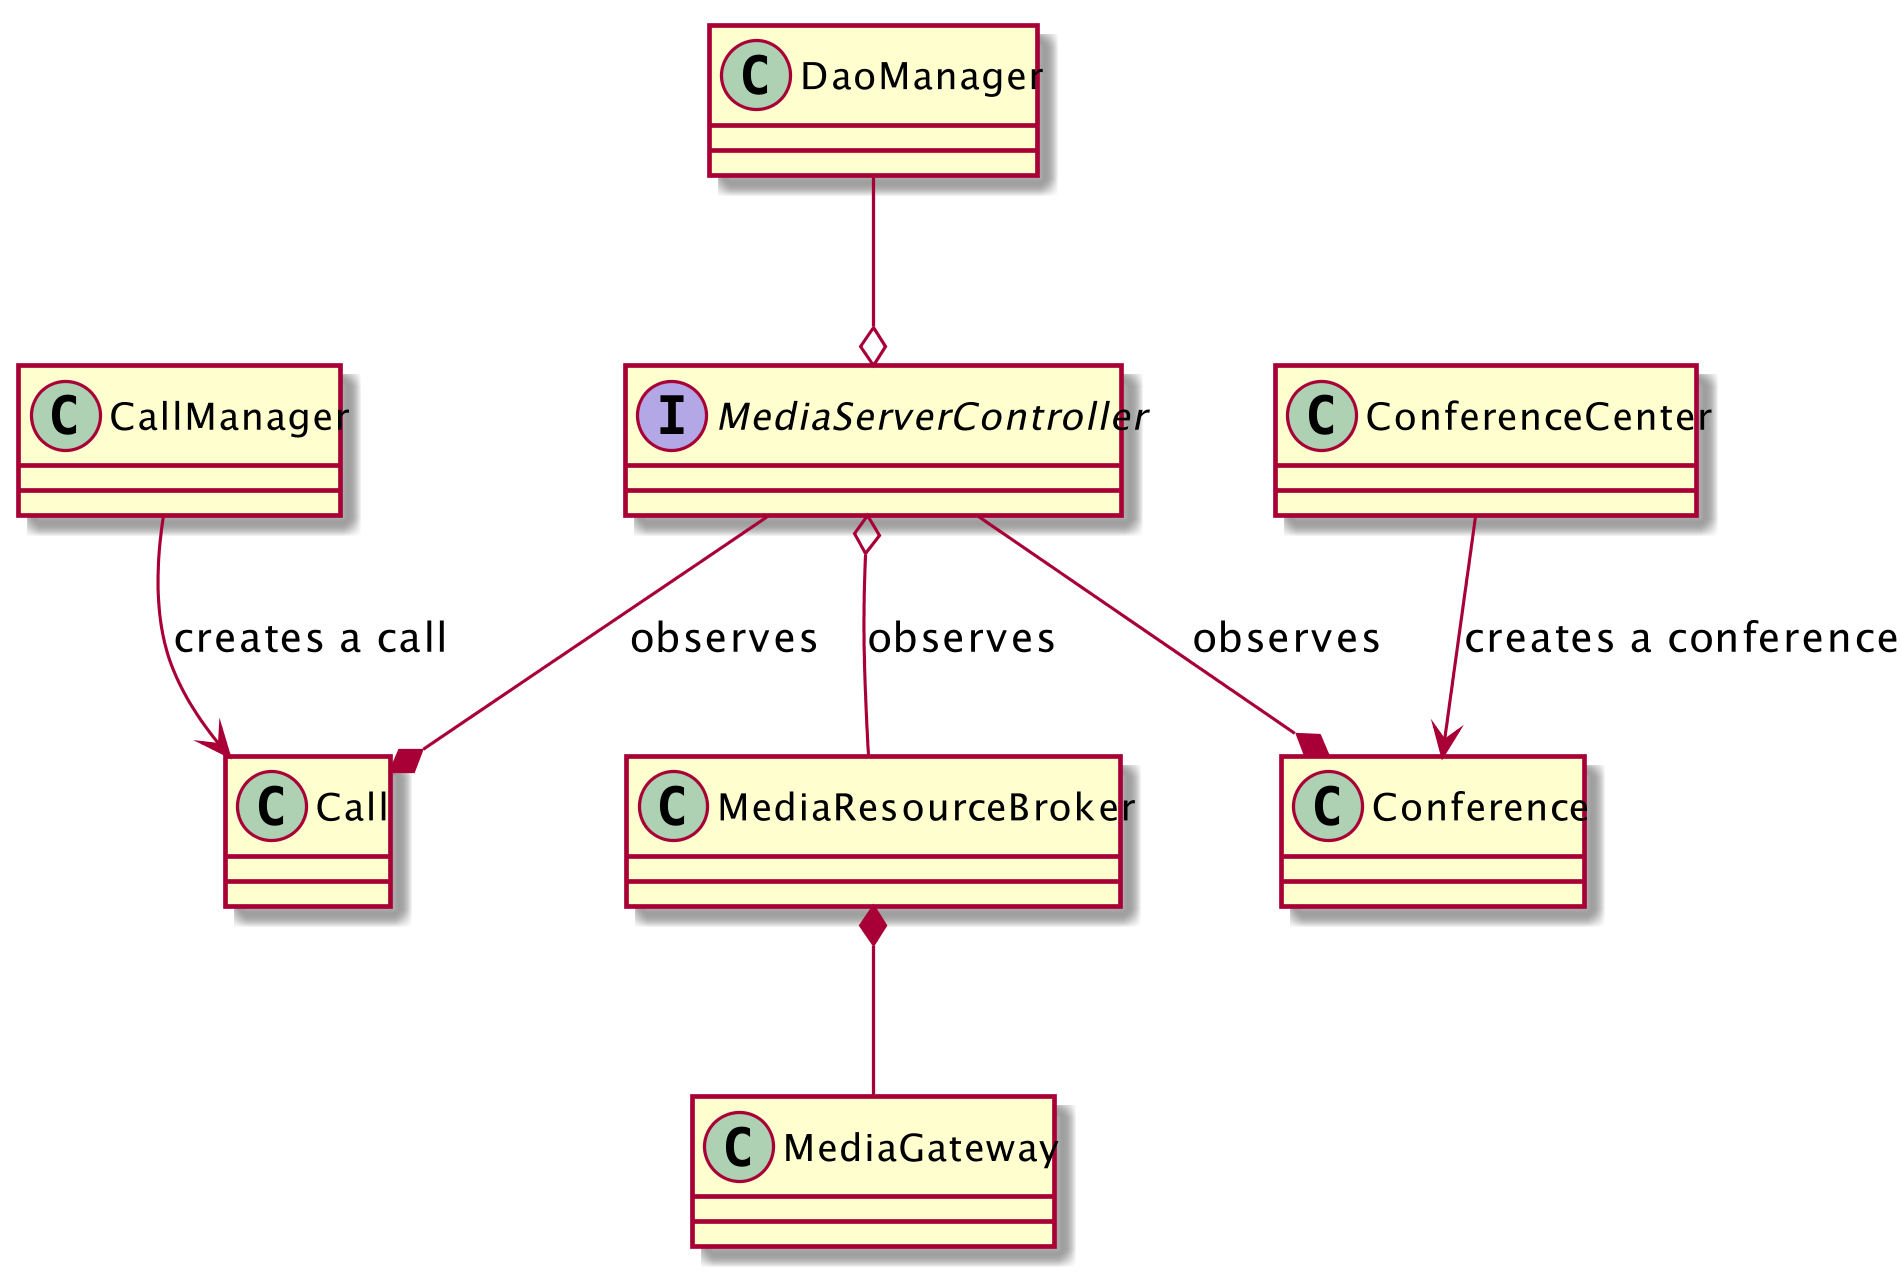 C DaoManager
C CallManager
I MediaServerController
C ConferenceCenter
creates a call
observes
observes
observes
creates a conference
C Call
C MediaResourceBroker
C Conference
C MediaGateway